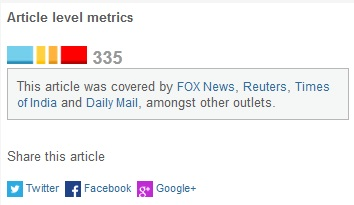 Article level metrics
335
This article was covered by FOX News, Reuters, Times
of India and Daily Mail, amongst other outlets.
Share this article
Twitter Facebook Google+